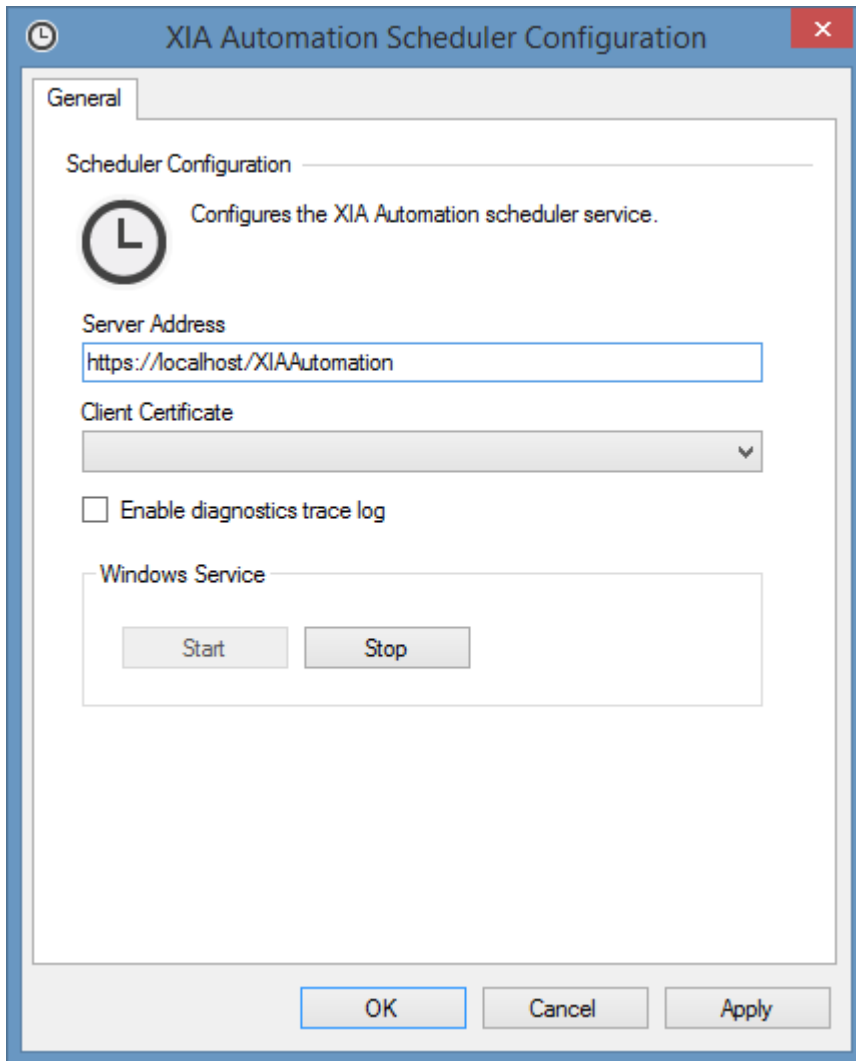 XIA Automation Scheduler Configuration
General
Scheduler Configuration
Configures the XIA Automation scheduler service.
Server Address
https://localhost/XIAAutomation
Client Certificate
Enable diagnostics trace log
Windows Service
Start Stop
OK Cancel Apply